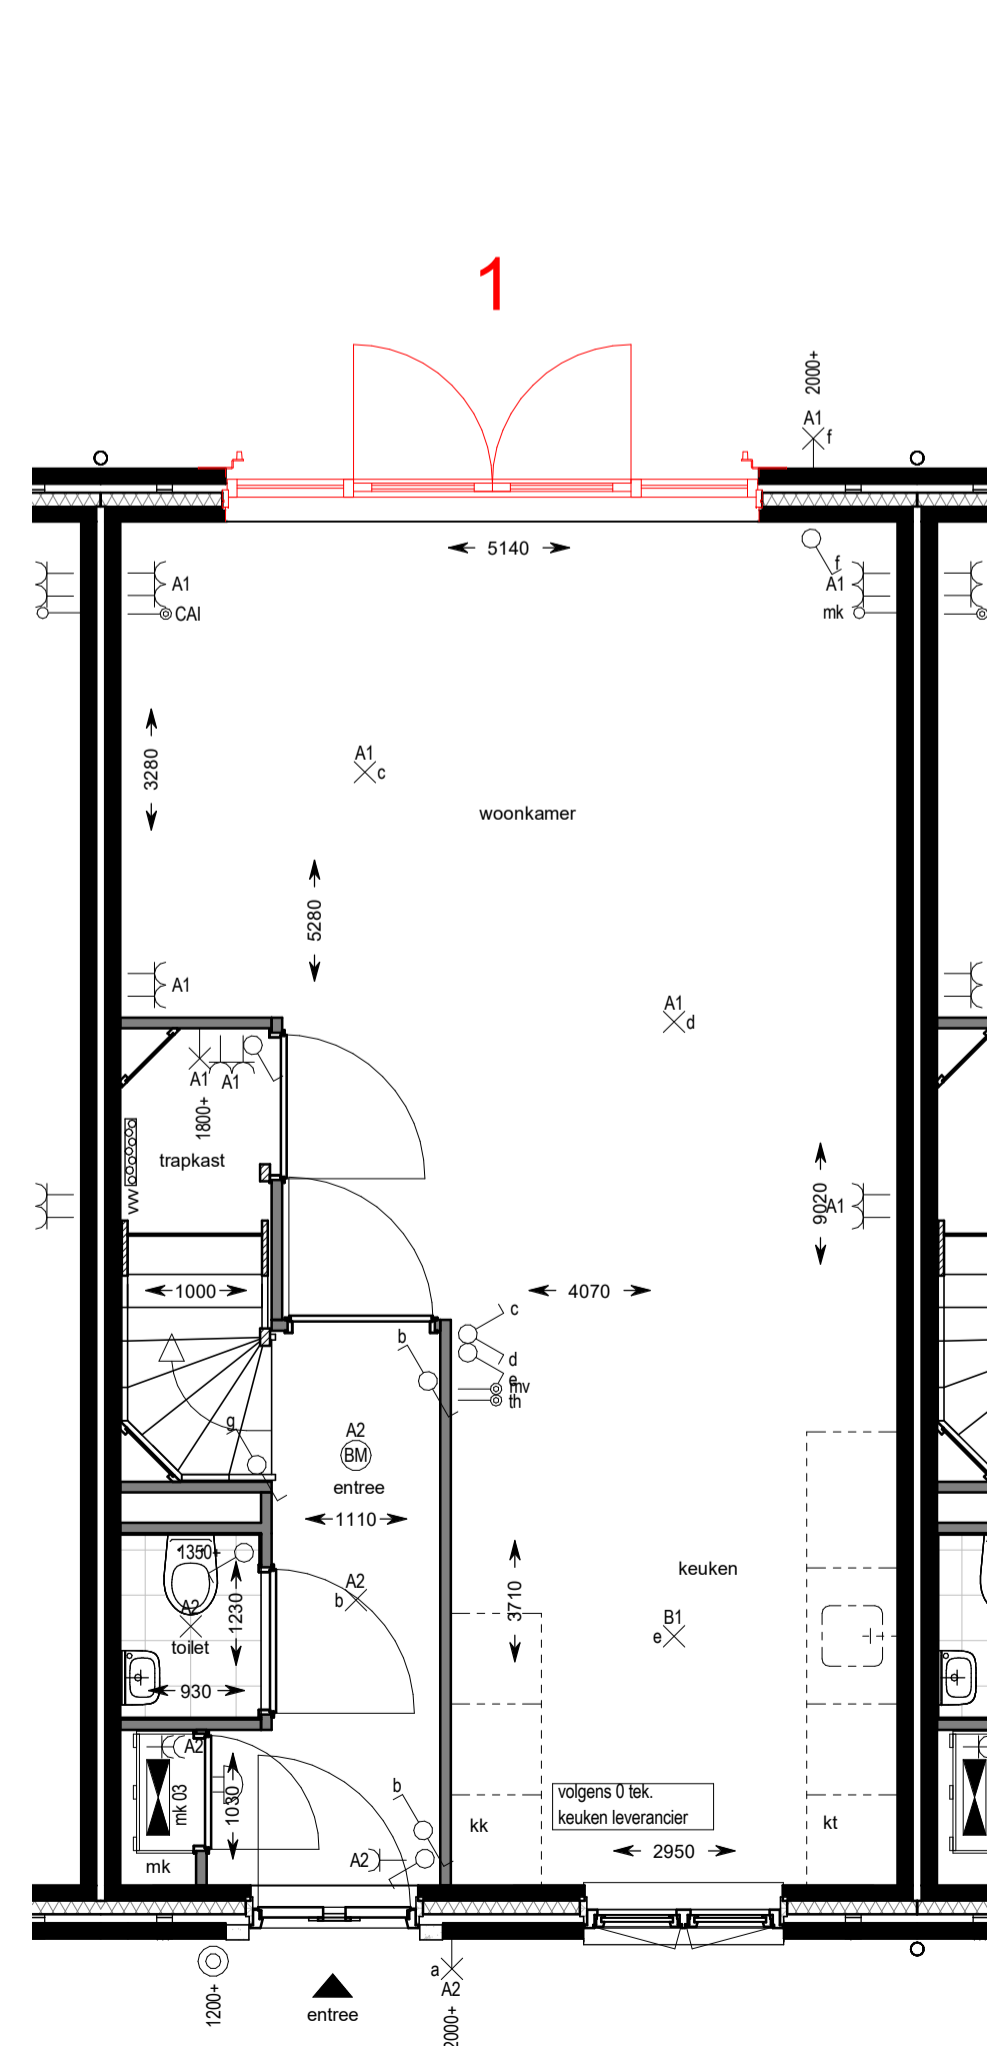 1
2000+
A1
f
5140
f
A1
A1
CAI
mk
3280
A1
c
woonkamer
5280
A1
A1
d
A1
A1
1800+
trapkast
vv
9020
A1
1000
4070
c
b
d
e
mv
th
g
A2
BM
entree
1110
1350+
A2
1230
toilet
930
A2
b
3710
keuken
B1
e
A2
mk 03
1030
mk
b
A2
kk
volgens 0 tek.
keuken leverancier
kt
2950
1200+
entree
a
A2
2000+